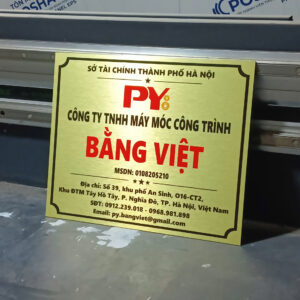 POSHA
SỞ TÀI CHÍNH THÀNH PHỐ HÀ NỘI
PY
CÔNG TY TNHH MÁY MÓC CÔNG TRÌNH
BẰNG VIỆT
MSDN: 0108205210
Địa chỉ: Số 39, khu phố An Sinh, O16-CT2,
Khu ĐTM Tây Hồ Tây, P. Nghĩa Đô, TP. Hà Nội, Việt Nam
SĐT: 0912.239.018 - 0968.981.898
Email: py.bangviet@gmail.com